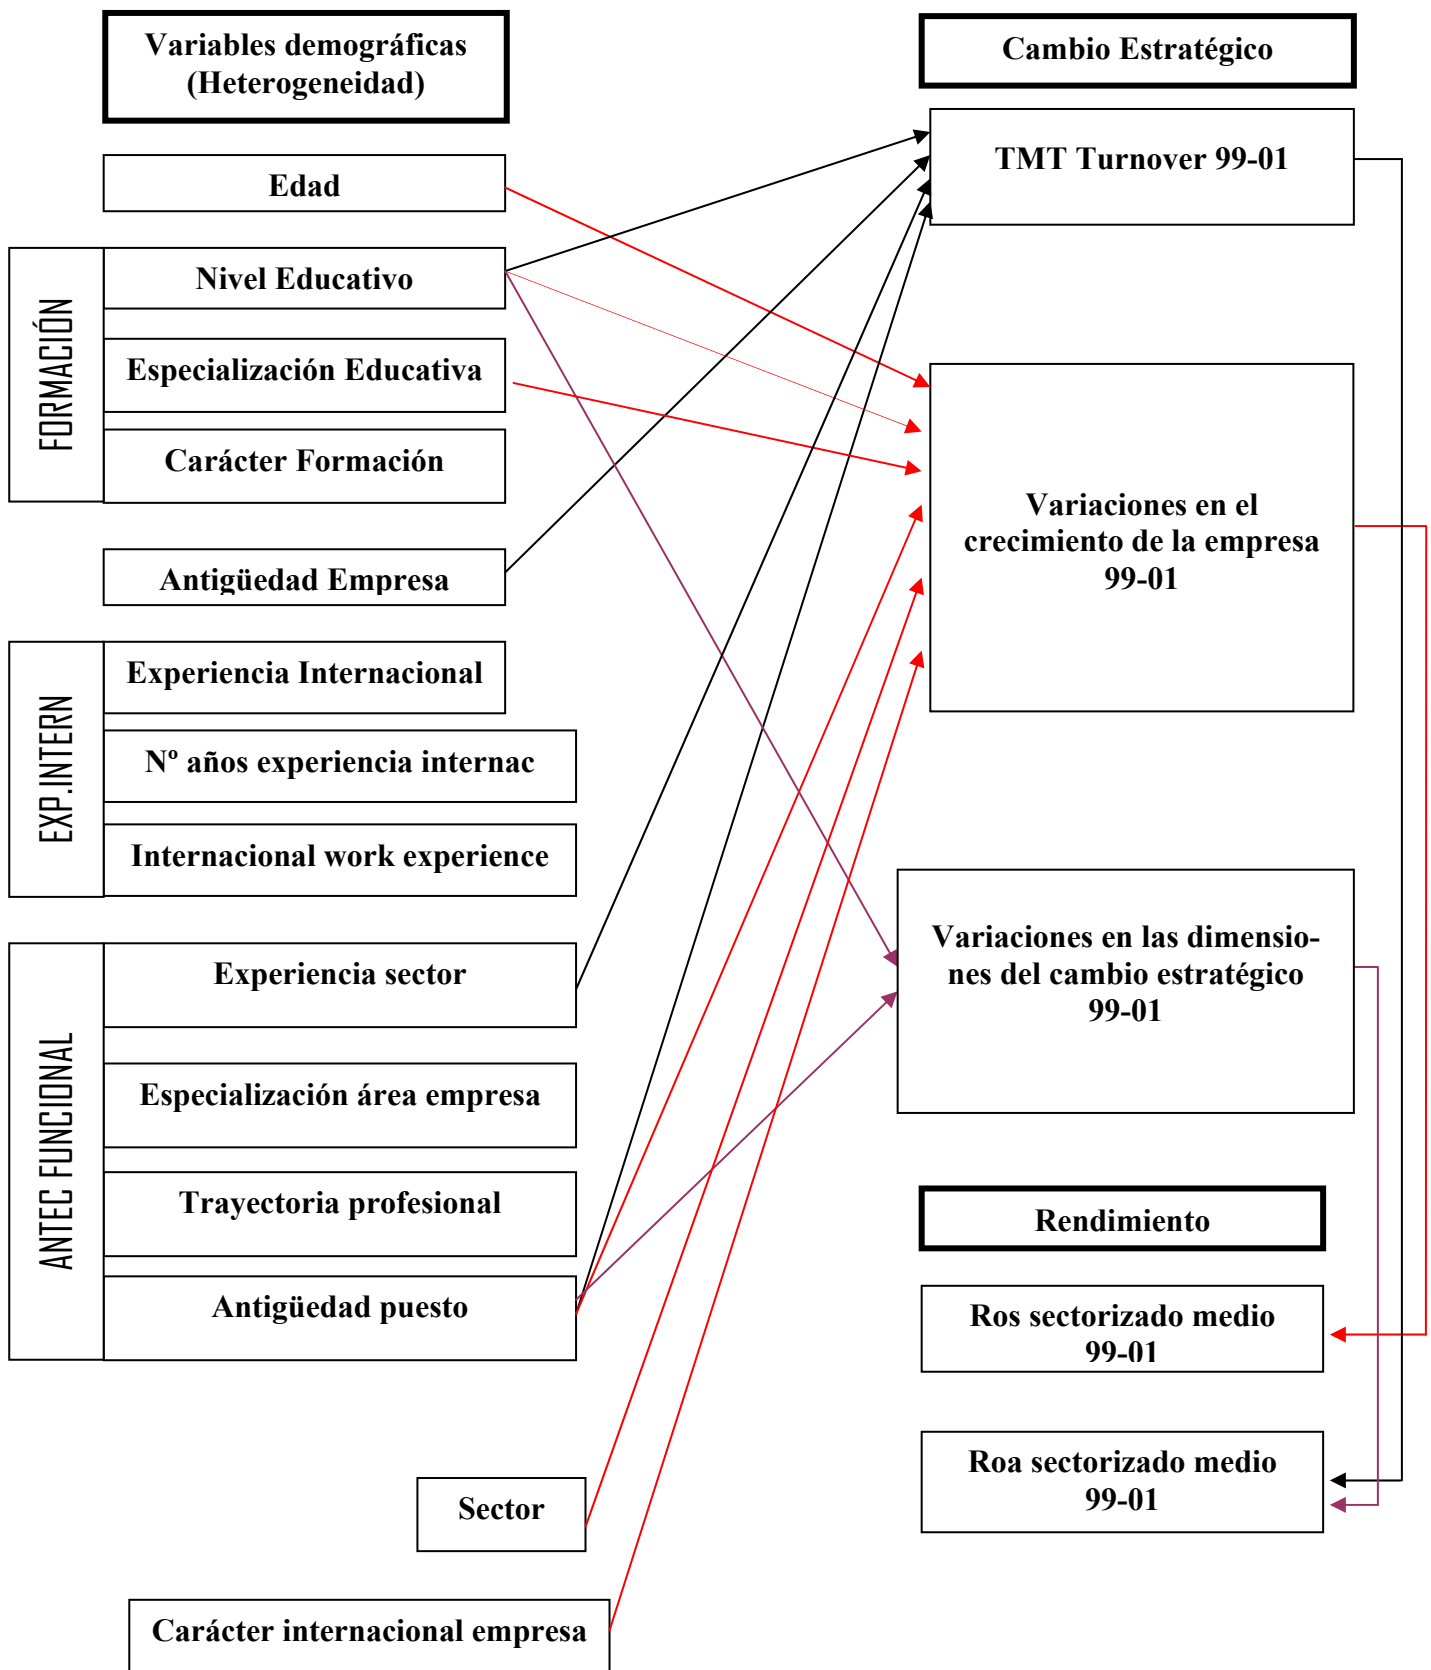 Variables demográficas
(Heterogeneidad)
Edad
FORMACIÓN
Nivel Educativo
Especialización Educativa
Carácter Formación
Antigüedad Empresa
EXP.INTERN
Experiencia Internacional
Nº años experiencia internac
Internacional work experience
ANTEC FUNCIONAL
Experiencia sector
Especialización área empresa
Trayectoria profesional
Antigüedad puesto
Sector
Carácter internacional empresa
Cambio Estratégico
TMT Turnover 99-01
Variaciones en el
crecimiento de la empresa
99-01
Variaciones en las dimensio-
nes del cambio estratégico
99-01
Rendimiento
Ros sectorizado medio
99-01
Roa sectorizado medio
99-01